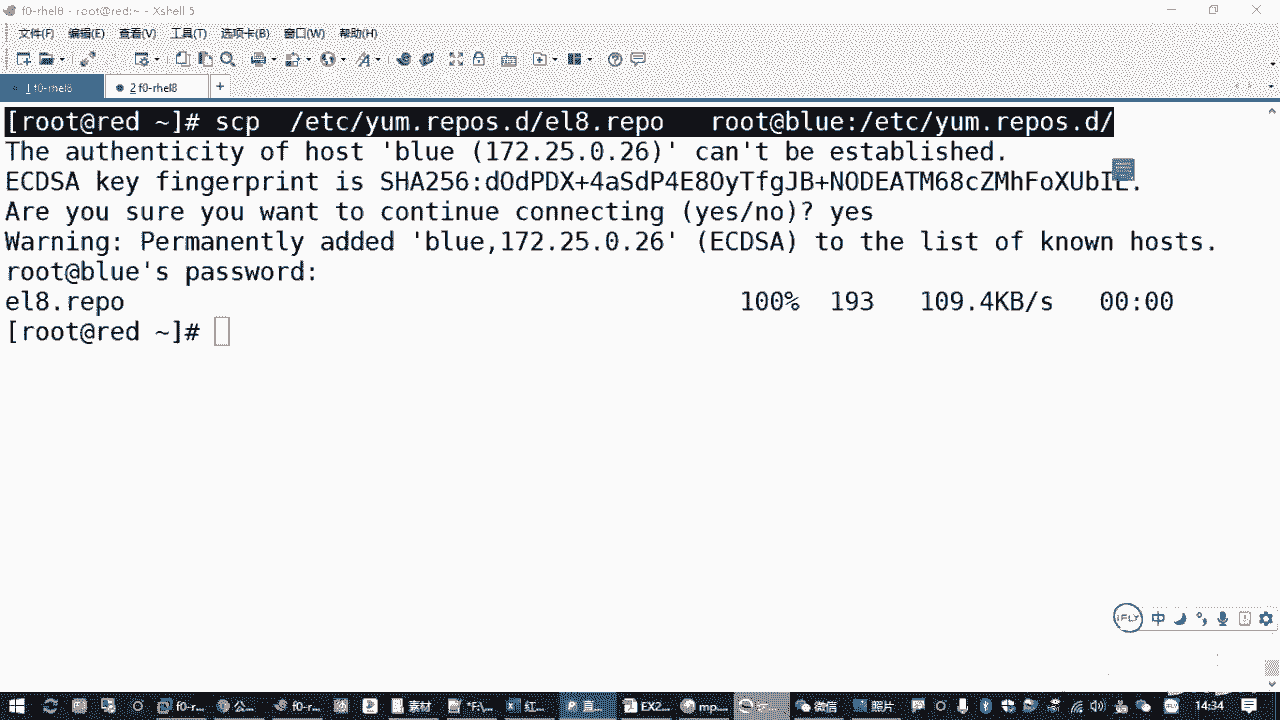 f0-rhel8 - root@red:~ - Xshell 5
文件(F) 编辑(E) 查看(V) 工具(T) 选项卡(B) 窗口(W) 帮助(H)
1 f0-rhel8 2 f0-rhel8 +
[root@red ~]# scp /etc/yum.repos.d/el8.repo root@blue:/etc/yum.repos.d/
The authenticity of host 'blue (172.25.0.26)' can't be established.
ECDSA key fingerprint is SHA256:dOdPDX+4aSdP4E8OyTfgJB+NODEATM68cZMhFoXUbIE.
Are you sure you want to continue connecting (yes/no)? yes
Warning: Permanently added 'blue,172.25.0.26' (ECDSA) to the list of known hosts.
root@blue's password:
el8.repo 100% 193 109.4KB/s 00:00
[root@red ~]#
iFLY 中
f0-r... 公... f0-r... 素材 "F:\... 红... 直... EX2... mp... 微信 照片 14:34